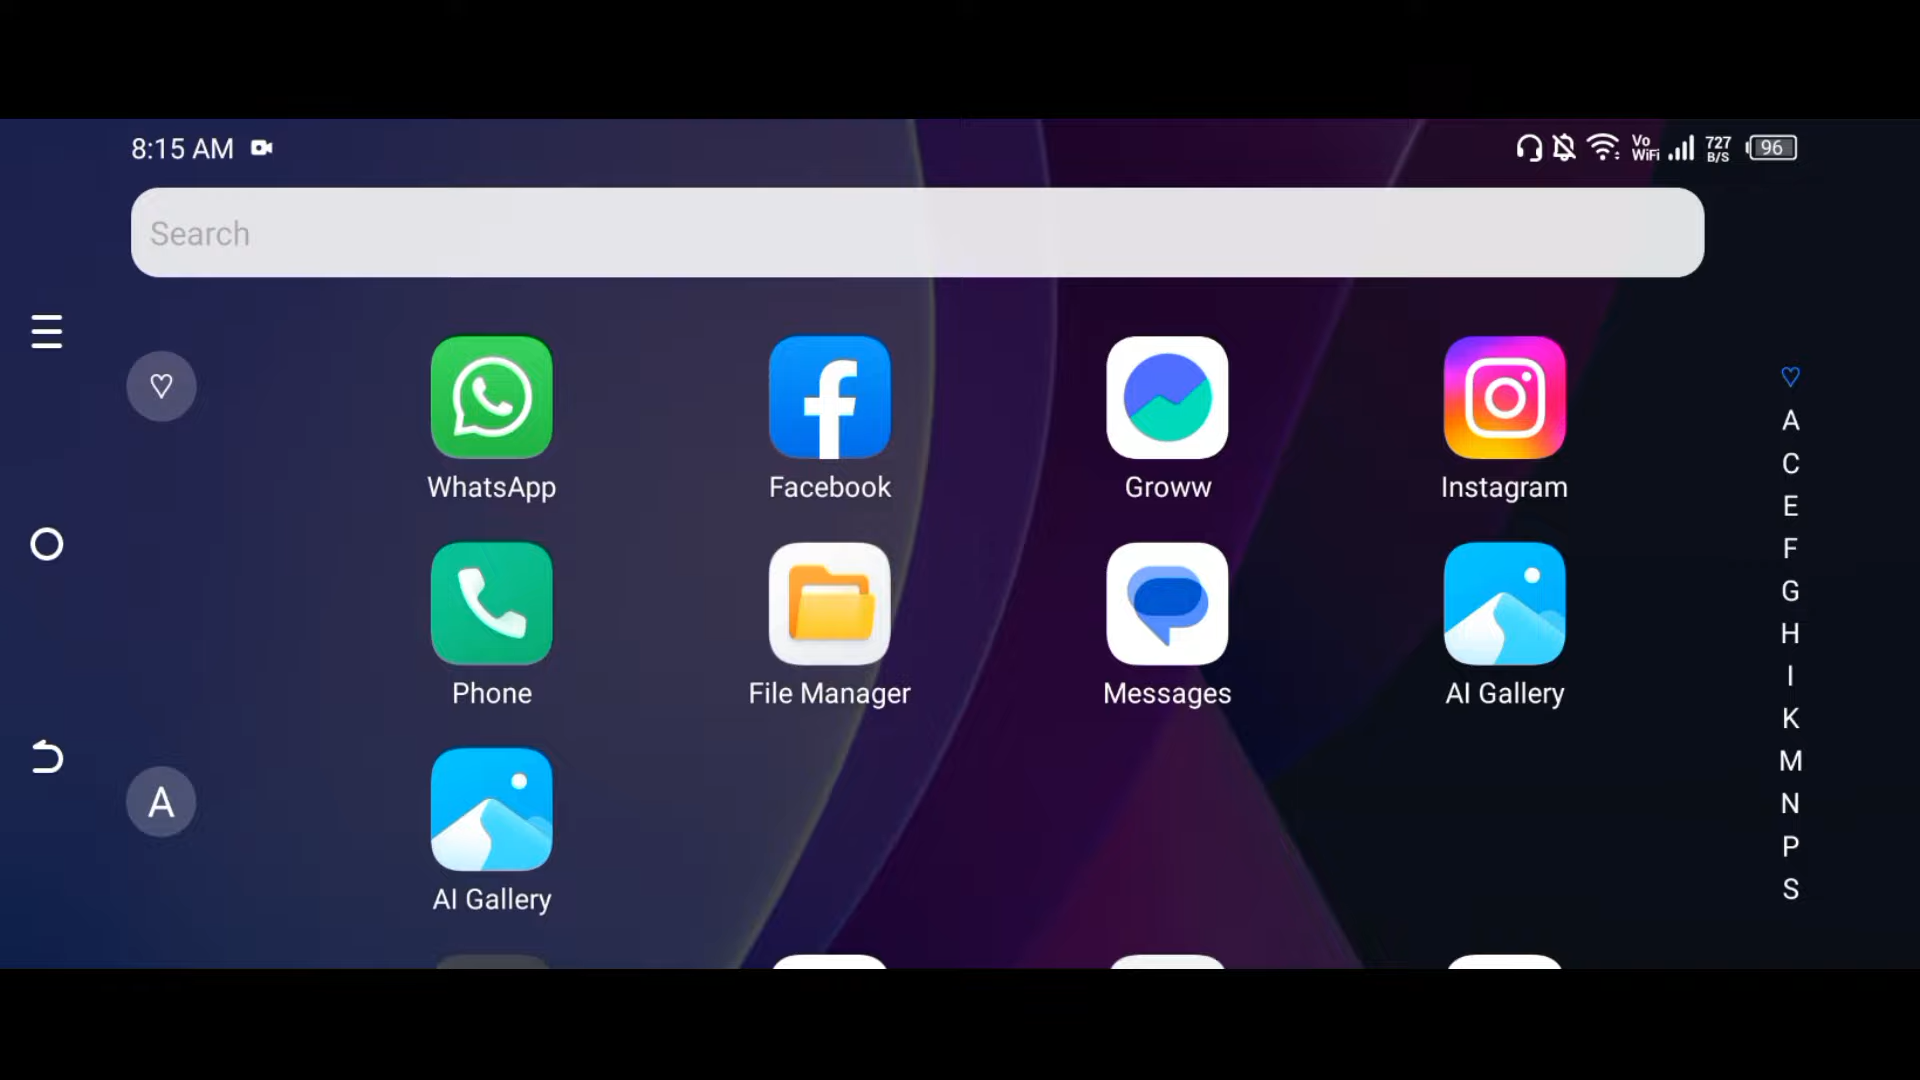 8:15 AM
Vo WiFi 727 B/S 96
Search
WhatsApp Facebook Groww Instagram
Phone File Manager Messages AI Gallery
A
AI Gallery
A
C
E
F
G
H
I
K
M
N
P
S